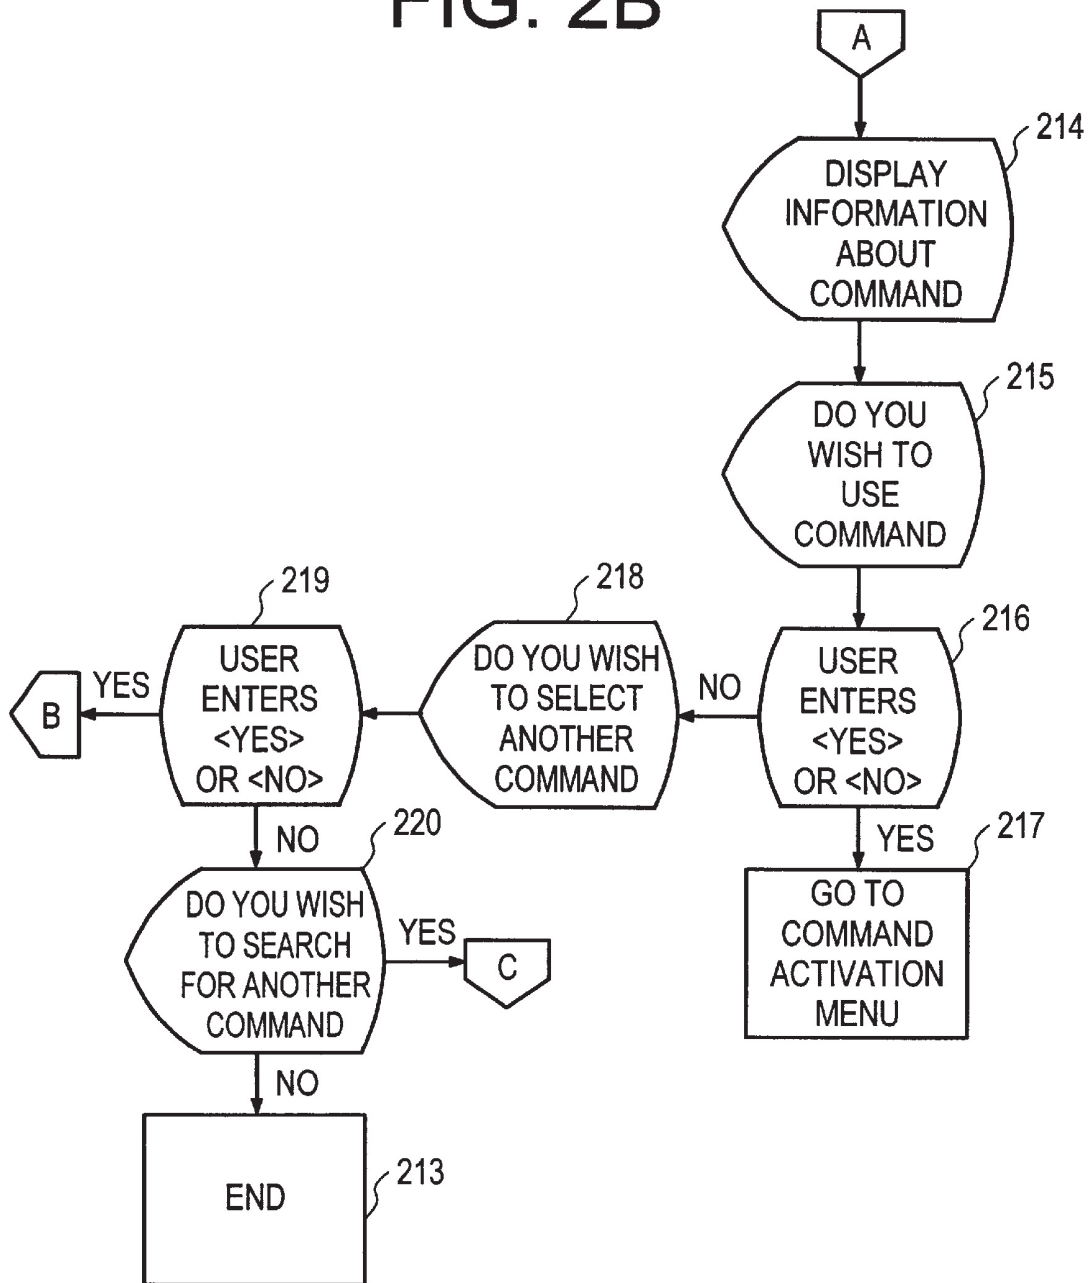 FIG. 2B
A
214
DISPLAY
INFORMATION
ABOUT
COMMAND
215
DO YOU
WISH TO
USE
COMMAND
216
USER
ENTERS
<YES>
OR <NO>
NO
YES
217
GO TO
COMMAND
ACTIVATION
MENU
218
DO YOU WISH
TO SELECT
ANOTHER
COMMAND
219
USER
ENTERS
<YES>
OR <NO>
YES
B
NO
220
DO YOU WISH
TO SEARCH
FOR ANOTHER
COMMAND
YES
C
NO
END
213